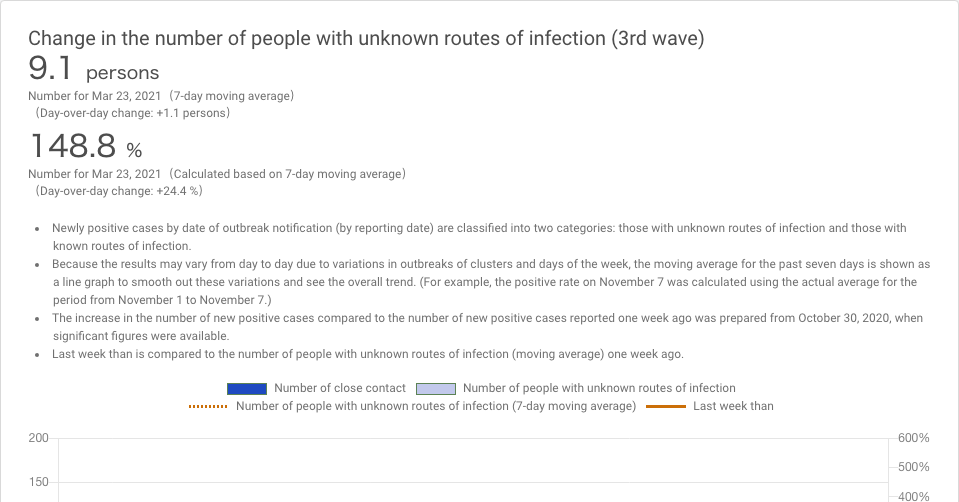 Change in the number of people with unknown routes of infection (3rd wave)
9.1 persons
Number for Mar 23, 2021（7-day moving average）
（Day-over-day change: +1.1 persons）
148.8 %
Number for Mar 23, 2021（Calculated based on 7-day moving average）
（Day-over-day change: +24.4 %）
• Newly positive cases by date of outbreak notification (by reporting date) are classified into two categories: those with unknown routes of infection and those with
known routes of infection.
• Because the results may vary from day to day due to variations in outbreaks of clusters and days of the week, the moving average for the past seven days is shown as
a line graph to smooth out these variations and see the overall trend. (For example, the positive rate on November 7 was calculated using the actual average for the
period from November 1 to November 7.)
• The increase in the number of new positive cases compared to the number of new positive cases reported one week ago was prepared from October 30, 2020, when
significant figures were available.
• Last week than is compared to the number of people with unknown routes of infection (moving average) one week ago.
Number of close contact Number of people with unknown routes of infection
Number of people with unknown routes of infection (7-day moving average) Last week than
200 600%
500%
150
400%